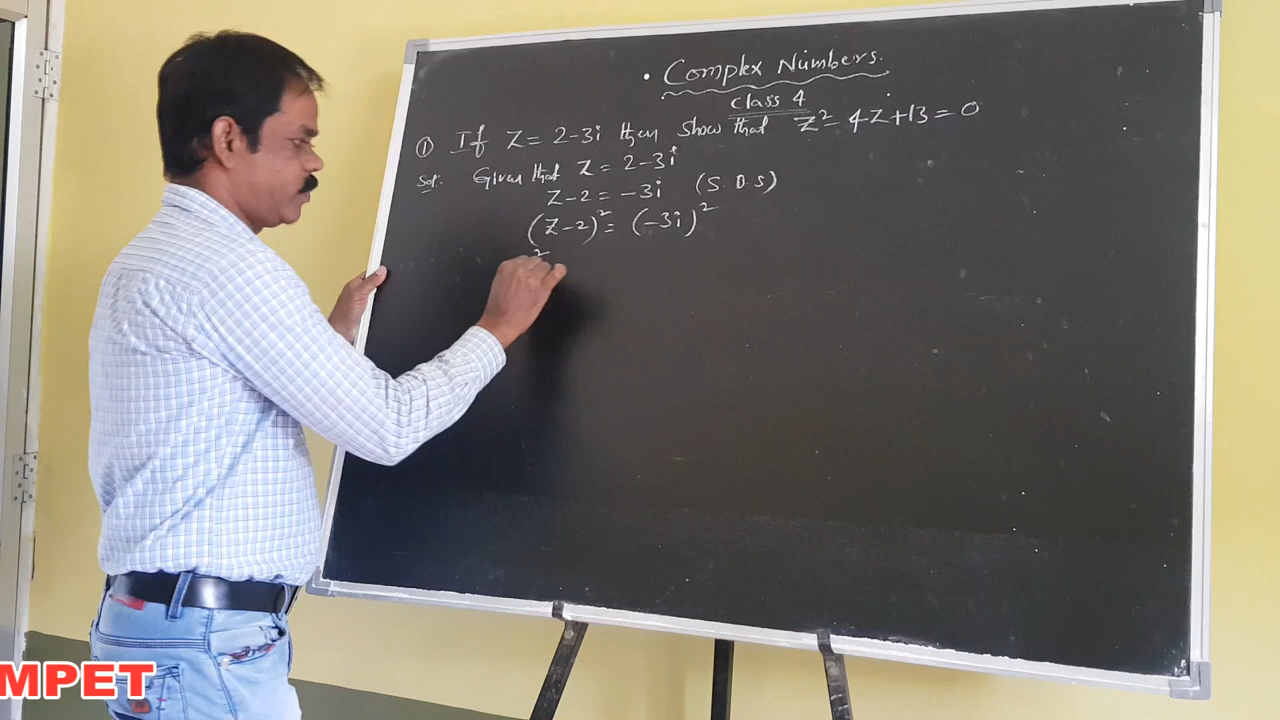 • Complex Numbers.
Class 4
① If Z = 2-3i then show that Z² - 4Z + 13 = 0
Sol: Given that Z = 2-3i
Z-2 = -3i (S.O.S)
(Z-2)² = (-3i)²
2
MPET